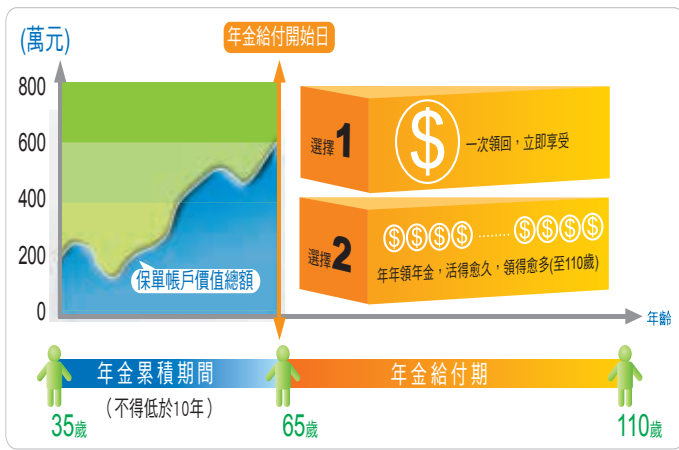 (萬元)
年金給付開始日
800
600
400
200
0
保單帳戶價值總額
選擇1
$
一次領回，立即享受
選擇2
$$$$ ........ $$$$
年年領年金，活得愈久，領得愈多(至110歲)
年齡
年金累積期間
年金給付期
(不得低於10年)
35歲
65歲
110歲